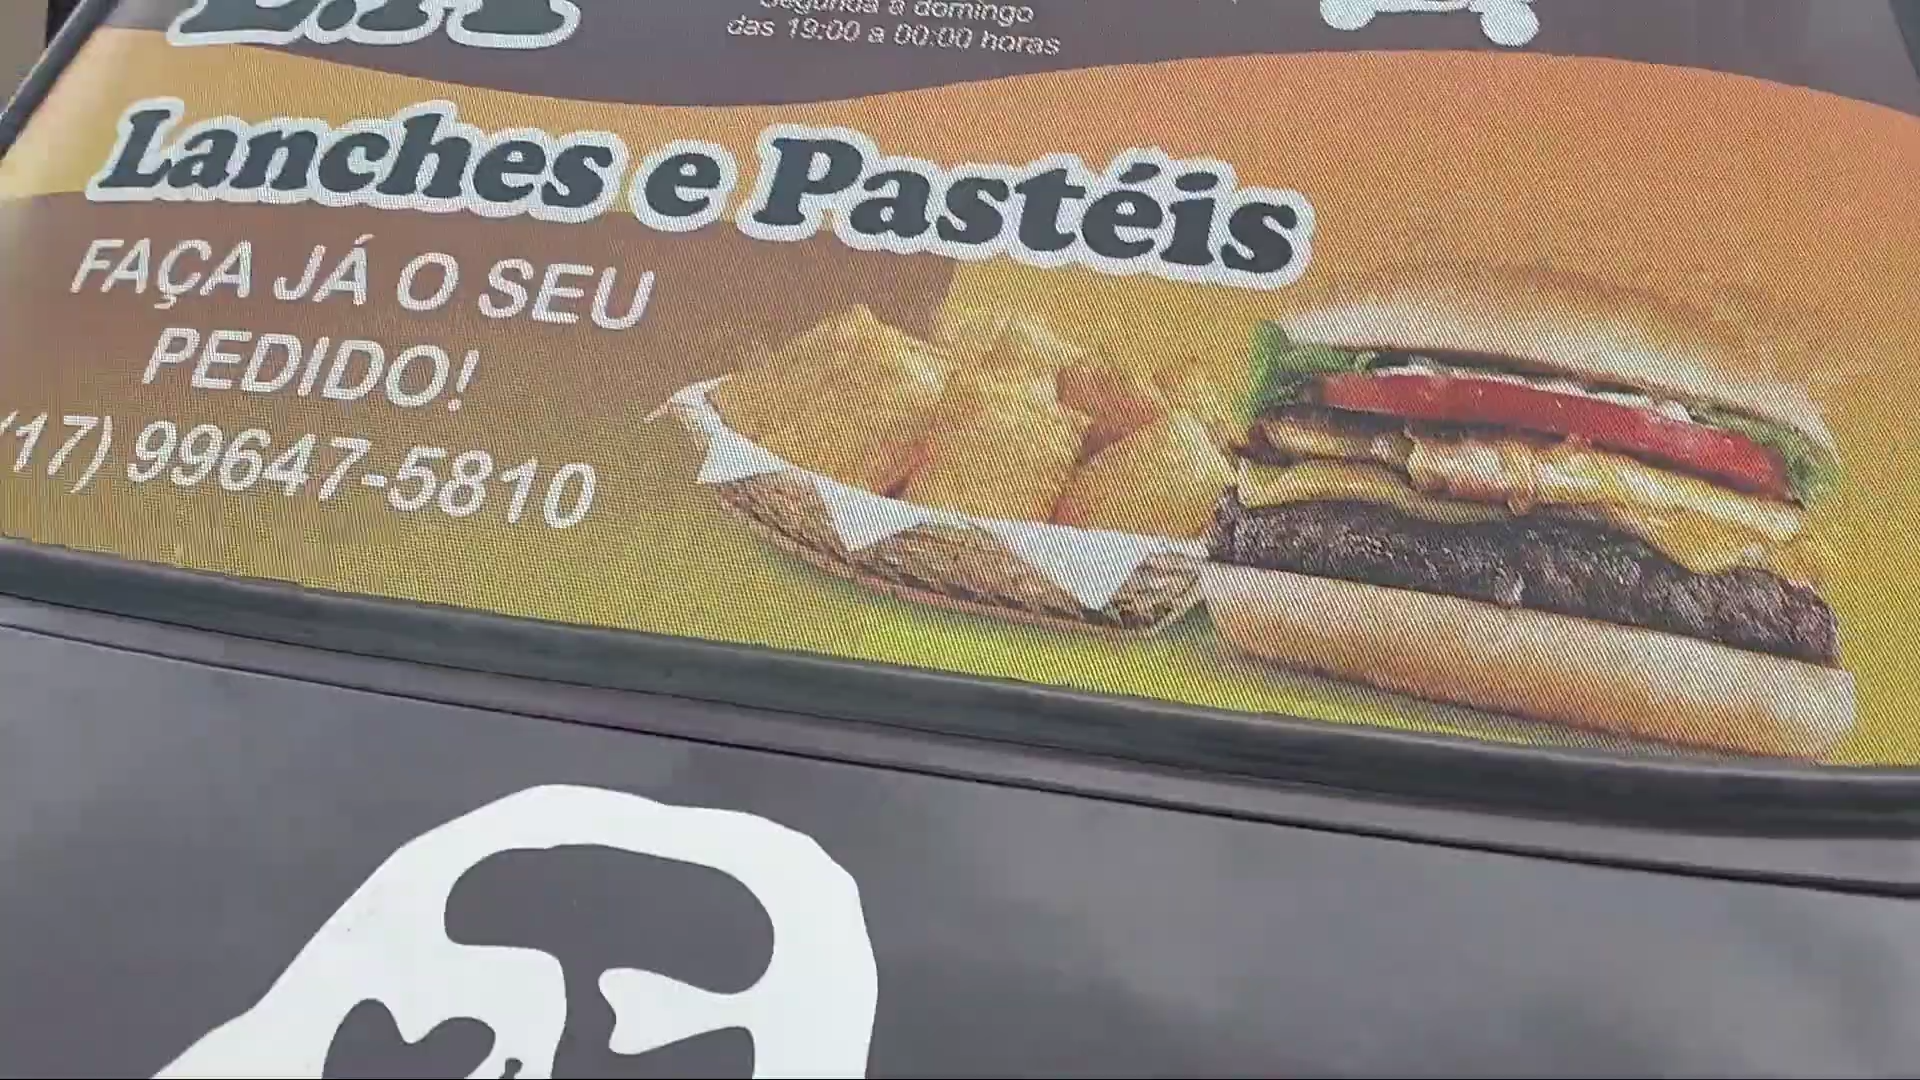 Segunda a domingo
das 19:00 a 00:00 horas
Lanches e Pastéis
FAÇA JÁ O SEU
PEDIDO!
(17) 99647-5810